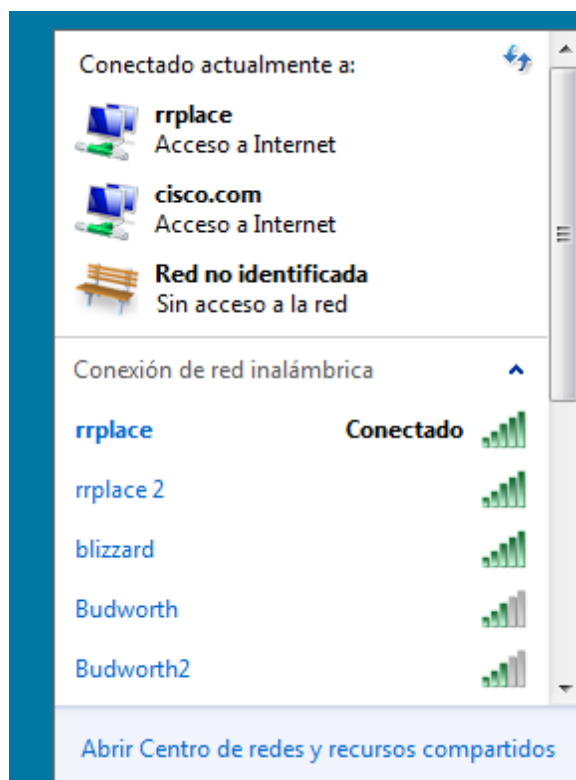 Conectado actualmente a:
rrplace
Acceso a Internet
cisco.com
Acceso a Internet
Red no identificada
Sin acceso a la red
Conexión de red inalámbrica
rrplace Conectado
rrplace 2
blizzard
Budworth
Budworth2
Abrir Centro de redes y recursos compartidos